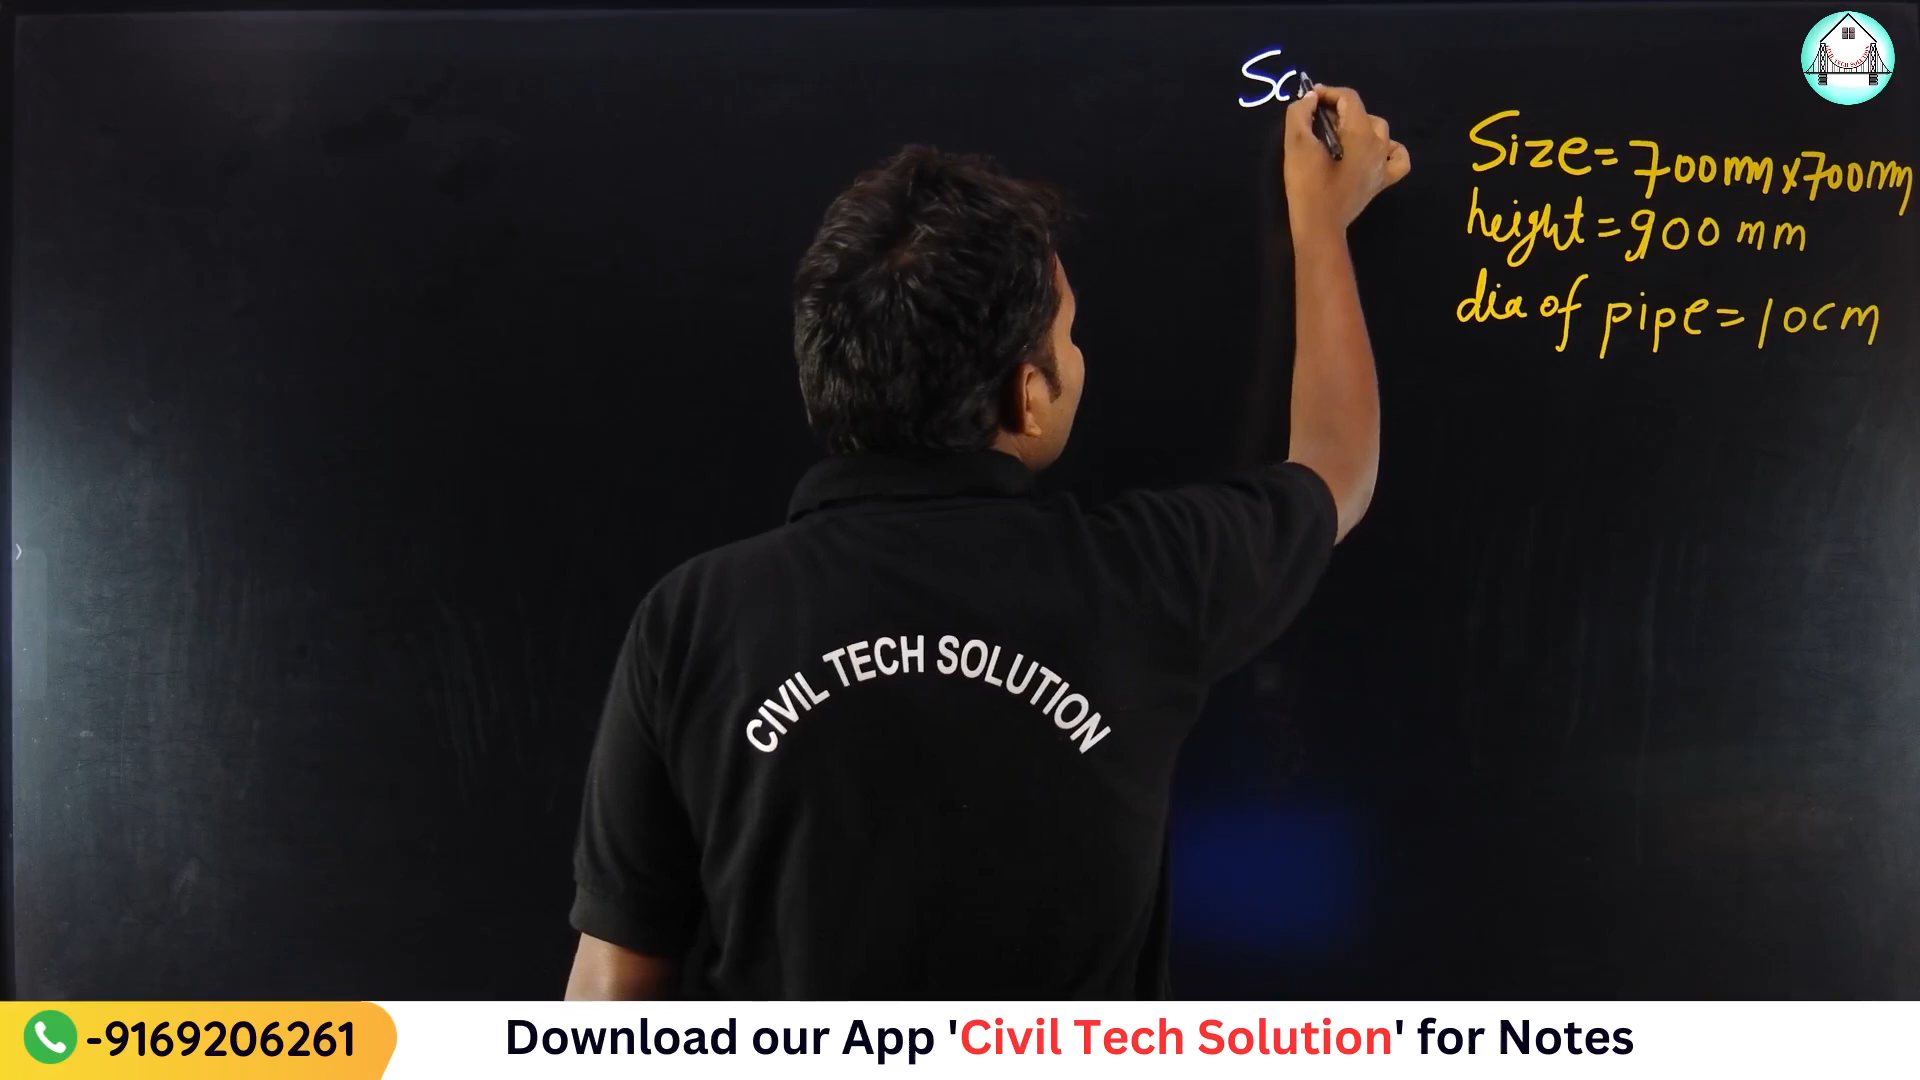 Sc
Size = 700mm x 700mm
height = 900 mm
dia of pipe = 10cm
CIVIL TECH SOLUTION
-9169206261
Download our App 'Civil Tech Solution' for Notes